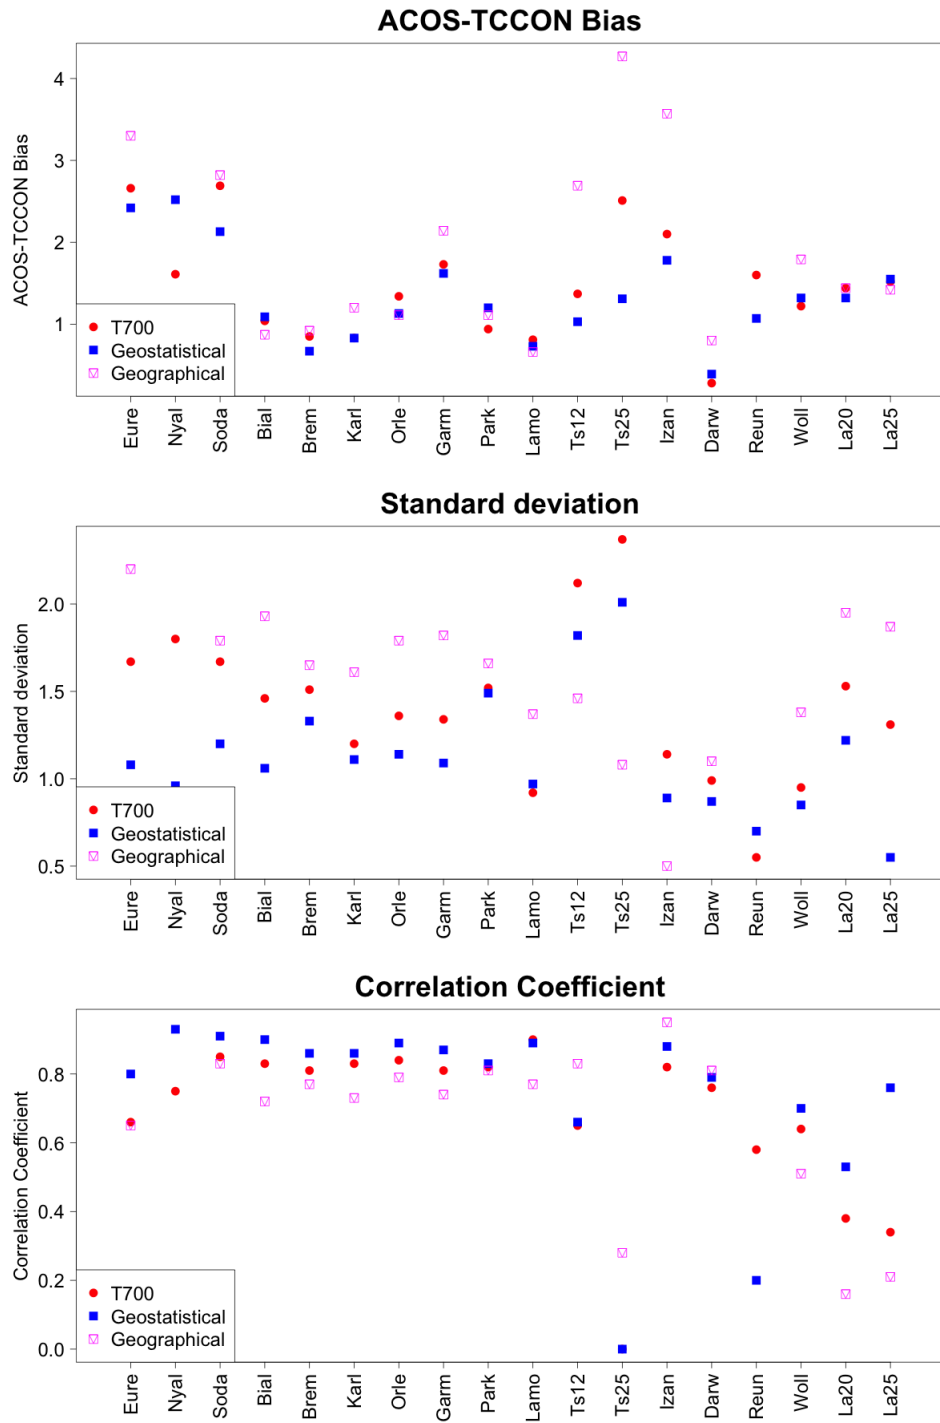 ACOS-TCCON Bias
ACOS-TCCON Bias
4
3
2
1
T700
Geostatistical
Geographical
Eure Nyal Soda Bial Brem Karl Orle Garm Park Lamo Ts12 Ts25 Izan Darw Reun Woll La20 La25
Standard deviation
Standard deviation
2.0
1.5
1.0
0.5
T700
Geostatistical
Geographical
Eure Nyal Soda Bial Brem Karl Orle Garm Park Lamo Ts12 Ts25 Izan Darw Reun Woll La20 La25
Correlation Coefficient
Correlation Coefficient
0.8
0.6
0.4
0.2
0.0
T700
Geostatistical
Geographical
Eure Nyal Soda Bial Brem Karl Orle Garm Park Lamo Ts12 Ts25 Izan Darw Reun Woll La20 La25